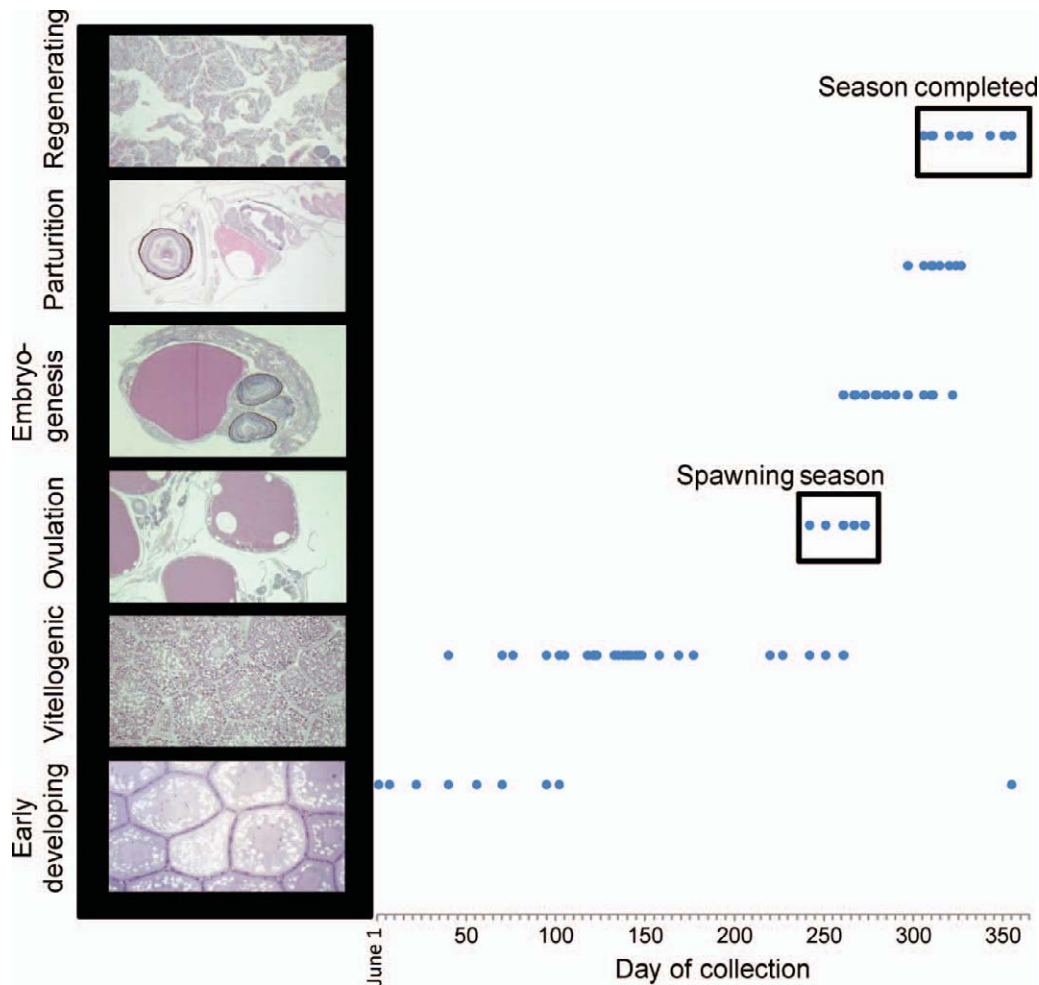 Regenerating
Season completed
Parturition
Embryo-
genesis
Spawning season
Ovulation
Vitellogenic
Early
developing
June 1
50
100
150
200
250
300
350
Day of collection